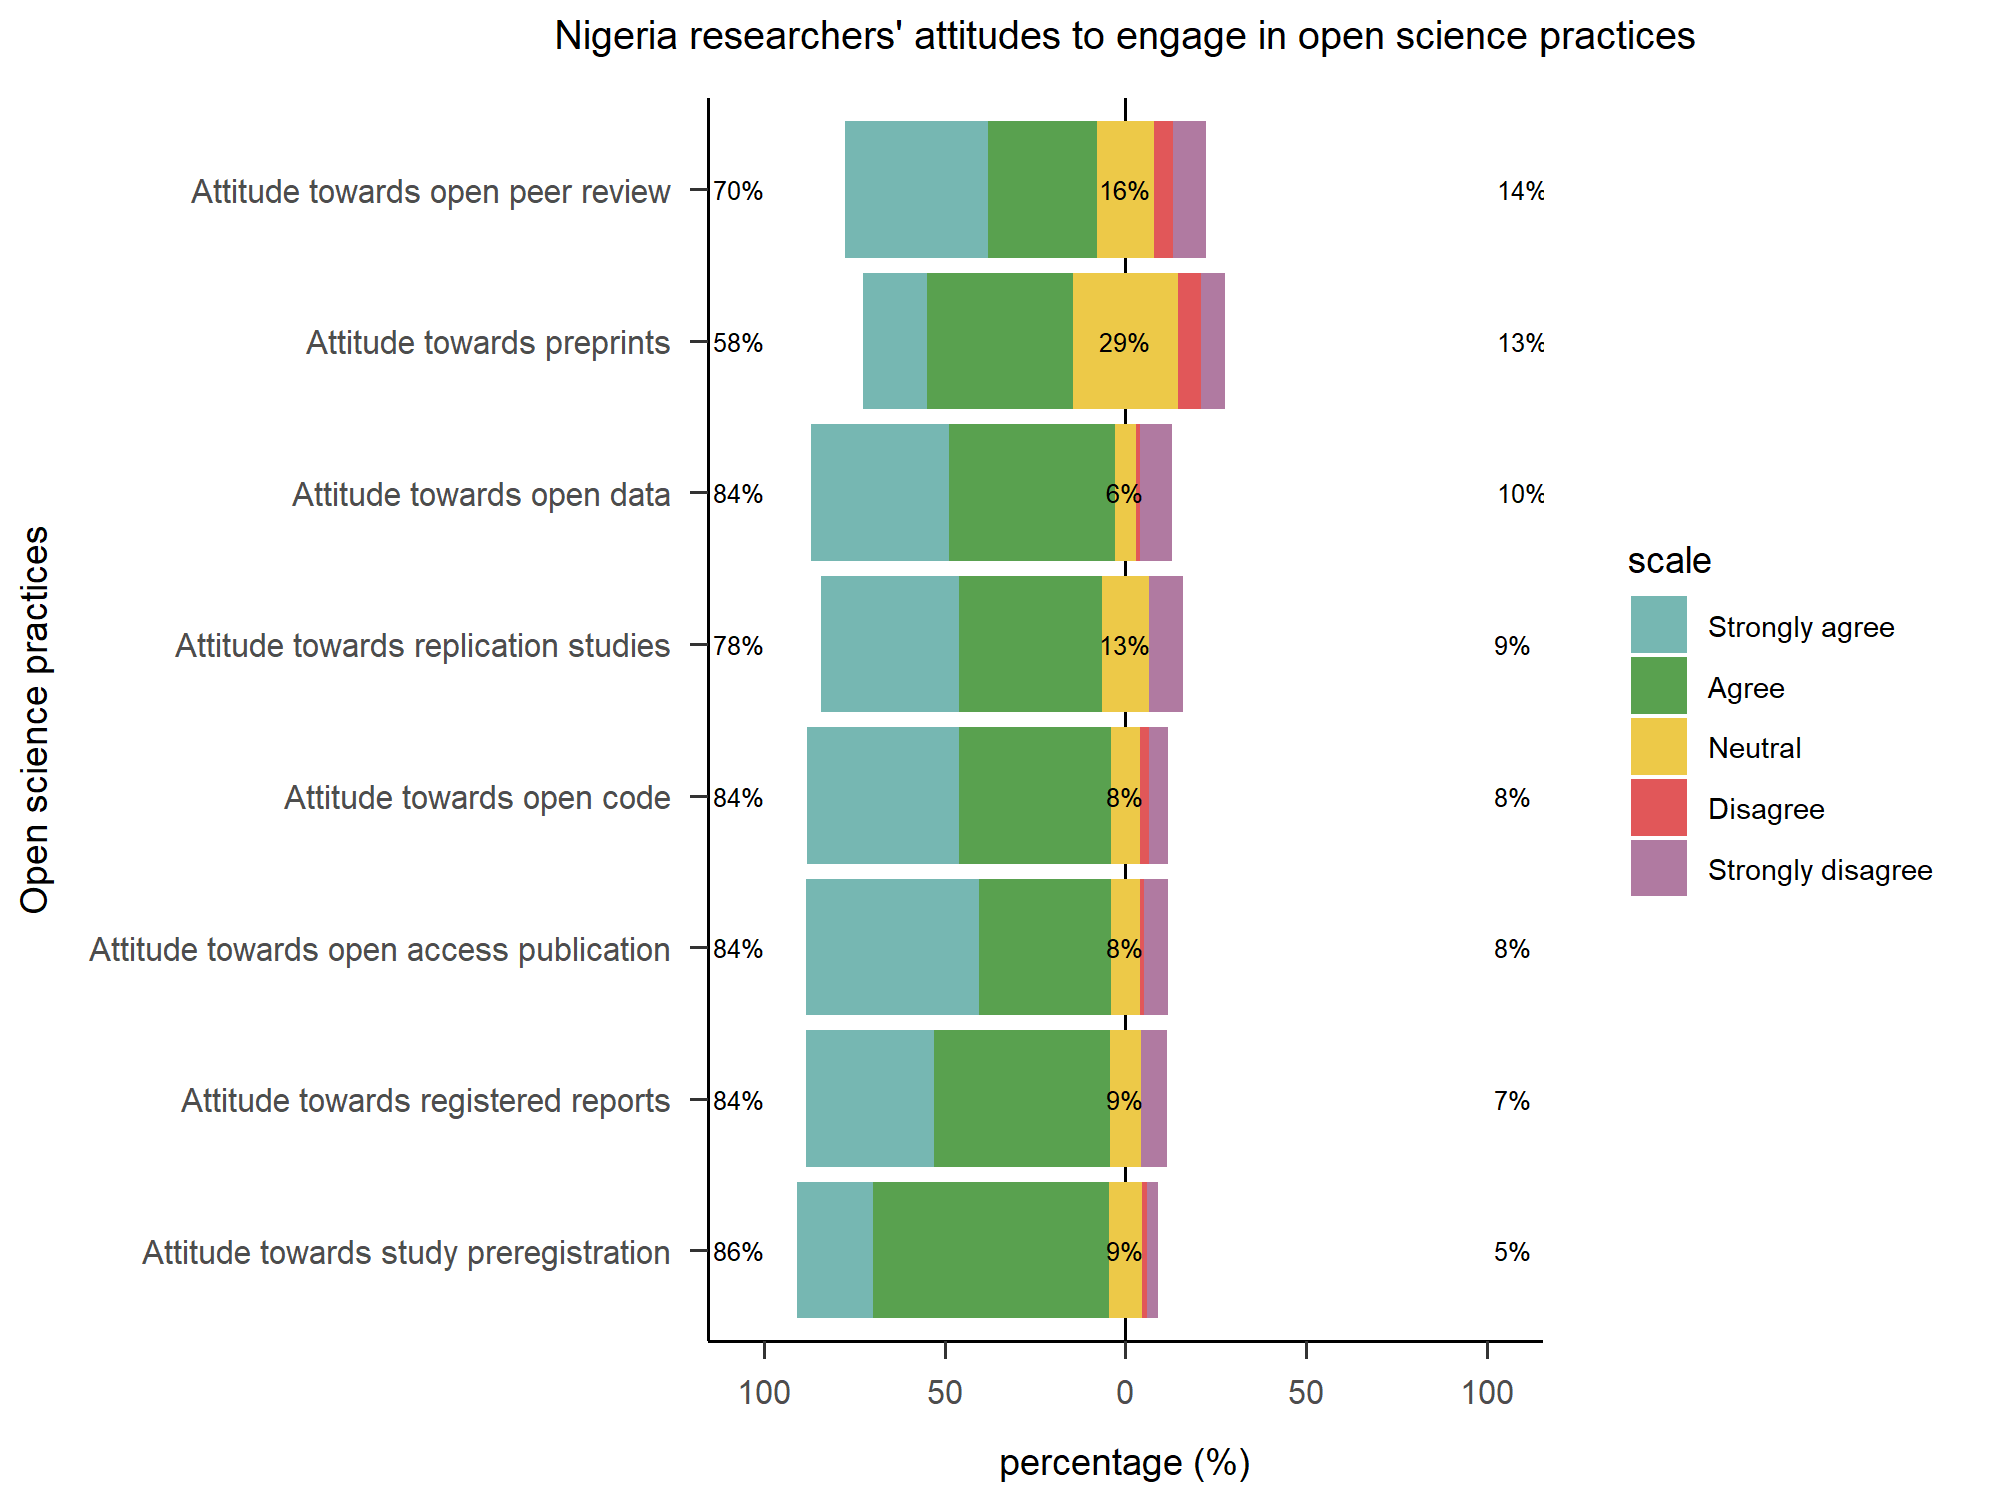 Nigeria researchers' attitudes to engage in open science practices
Open science practices
Attitude towards open peer review 70% 16% 14%
Attitude towards preprints 58% 29% 13%
Attitude towards open data 84% 6% 10%
Attitude towards replication studies 78% 13% 9%
Attitude towards open code 84% 8% 8%
Attitude towards open access publication 84% 8% 8%
Attitude towards registered reports 84% 9% 7%
Attitude towards study preregistration 86% 9% 5%
100 50 0 50 100
percentage (%)
scale
Strongly agree
Agree
Neutral
Disagree
Strongly disagree